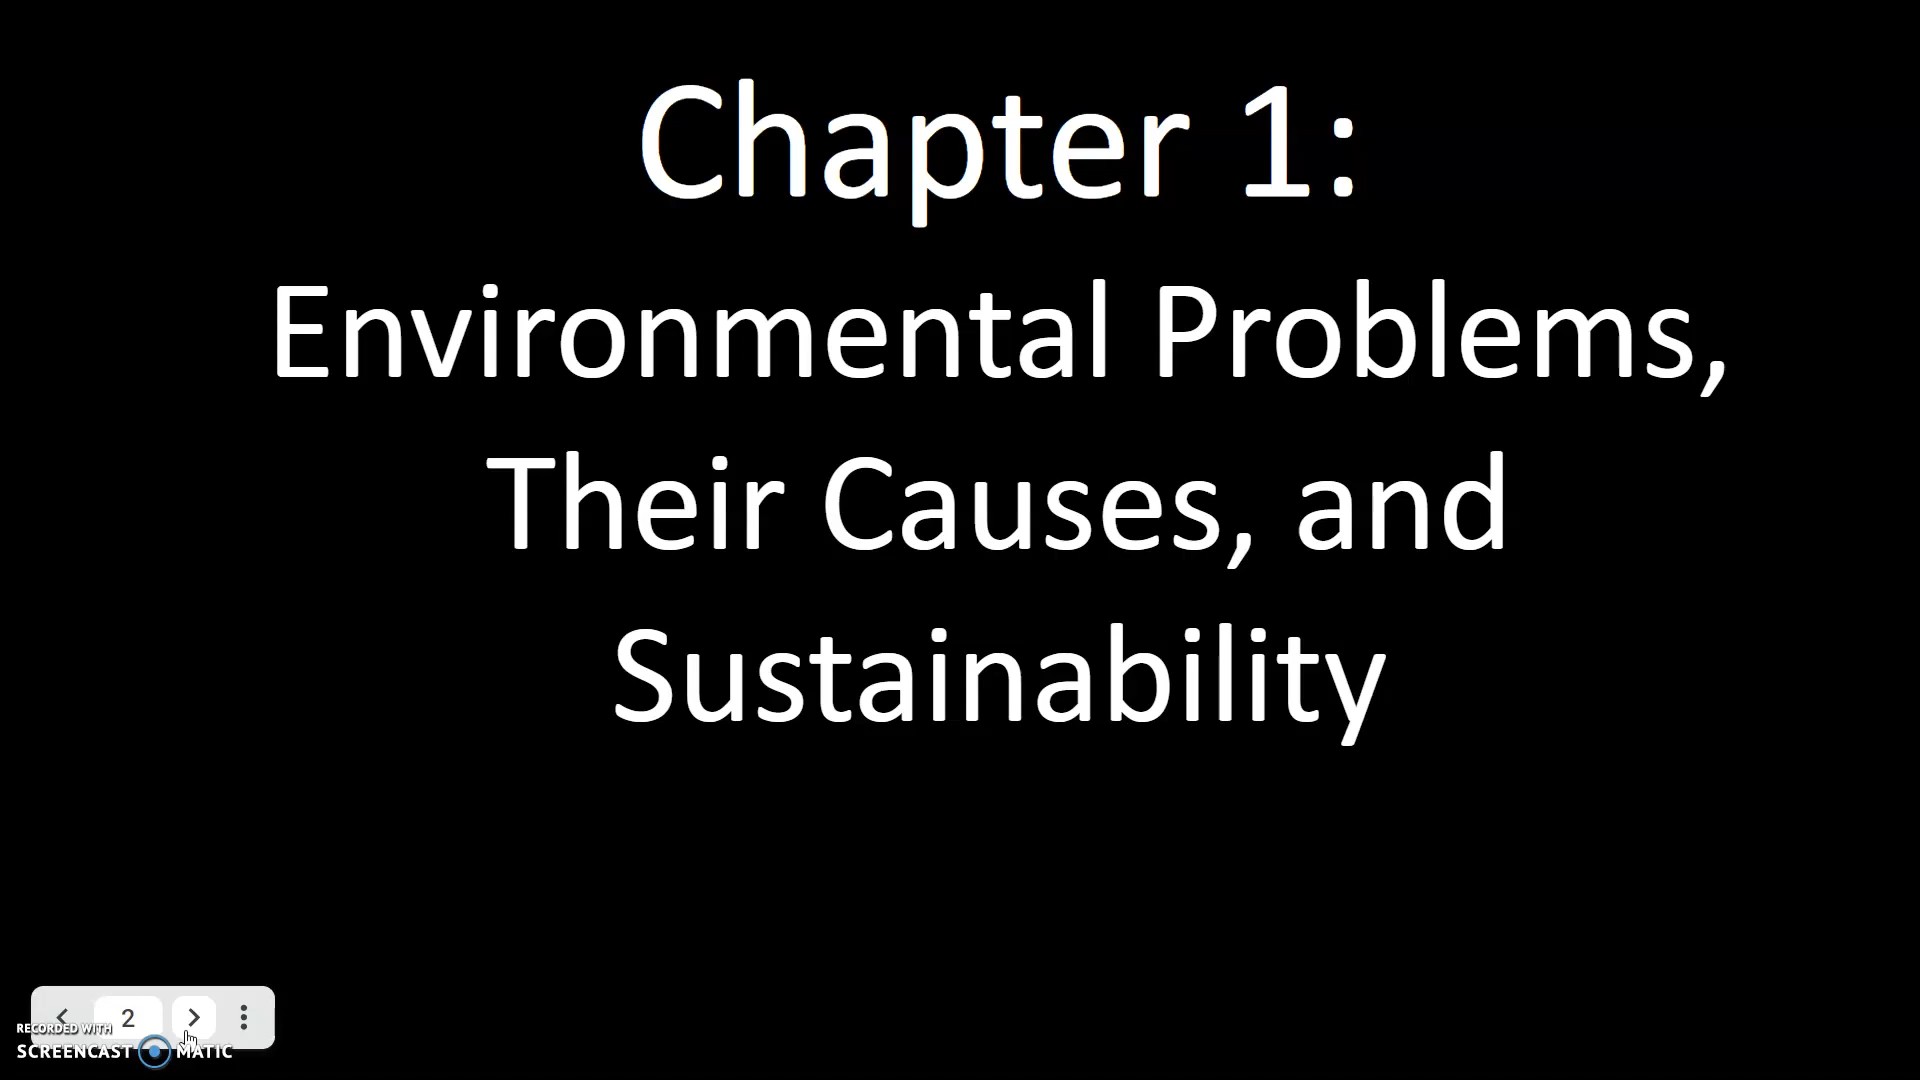 Chapter 1:
Environmental Problems,
Their Causes, and
Sustainability
2
RECORDED WITH
SCREENCAST MATIC